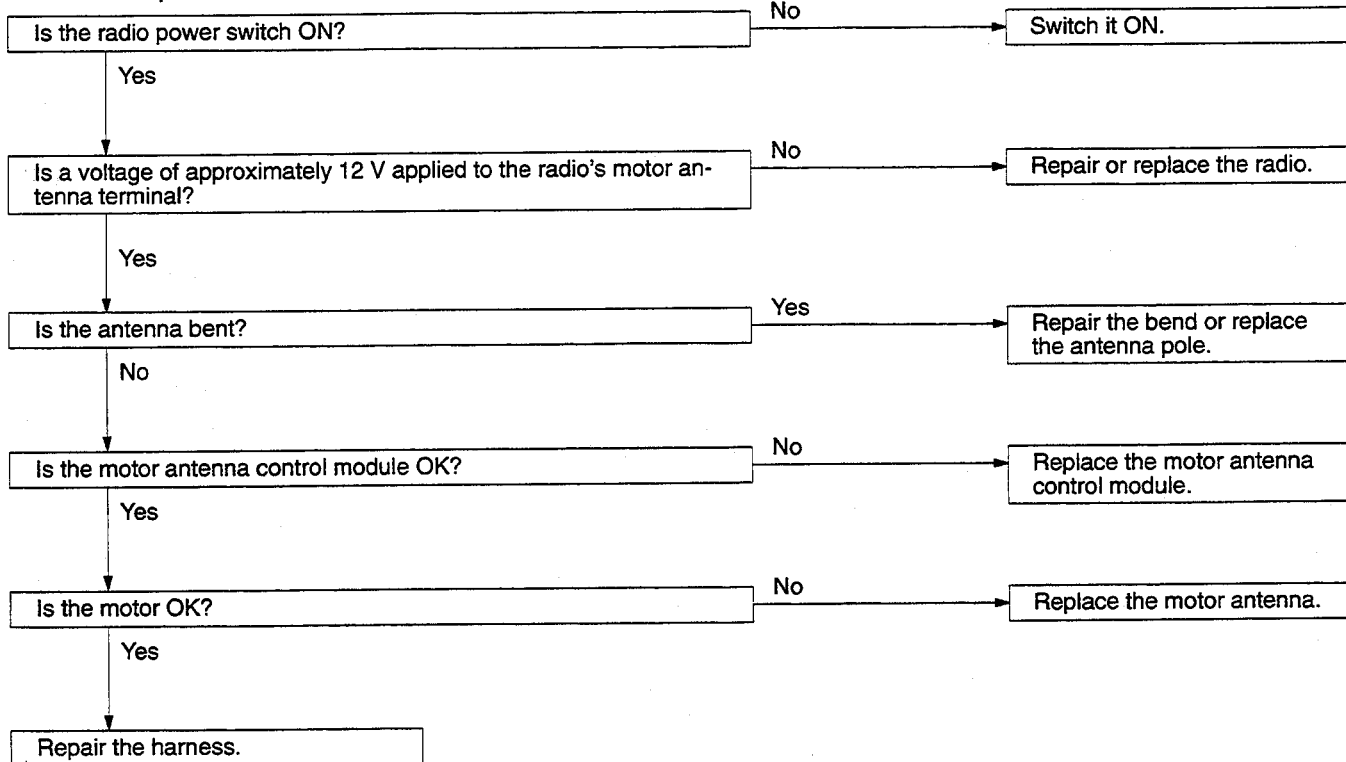 Is the radio power switch ON?
No
Switch it ON.
Yes
Is a voltage of approximately 12 V applied to the radio's motor an-
tenna terminal?
No
Repair or replace the radio.
Yes
Is the antenna bent?
Yes
Repair the bend or replace
the antenna pole.
No
Is the motor antenna control module OK?
No
Replace the motor antenna
control module.
Yes
Is the motor OK?
No
Replace the motor antenna.
Yes
Repair the harness.